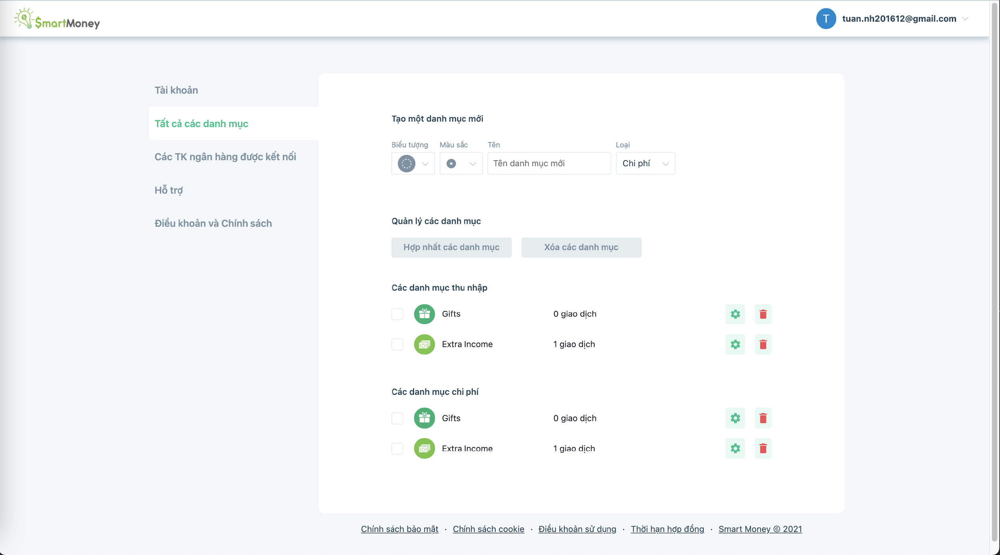 $martMoney
T tuan.nh201612@gmail.com
Tài khoản
Tất cả các danh mục
Các TK ngân hàng được kết nối
Hỗ trợ
Điều khoản và Chính sách
Tạo một danh mục mới
Biểu tượng Màu sắc Tên Loại
Tên danh mục mới Chi phí
Quản lý các danh mục
Hợp nhất các danh mục Xóa các danh mục
Các danh mục thu nhập
Gifts 0 giao dịch
Extra Income 1 giao dịch
Các danh mục chi phí
Gifts 0 giao dịch
Extra Income 1 giao dịch
Chính sách bảo mật · Chính sách cookie · Điều khoản sử dụng · Thời hạn hợp đồng · Smart Money © 2021